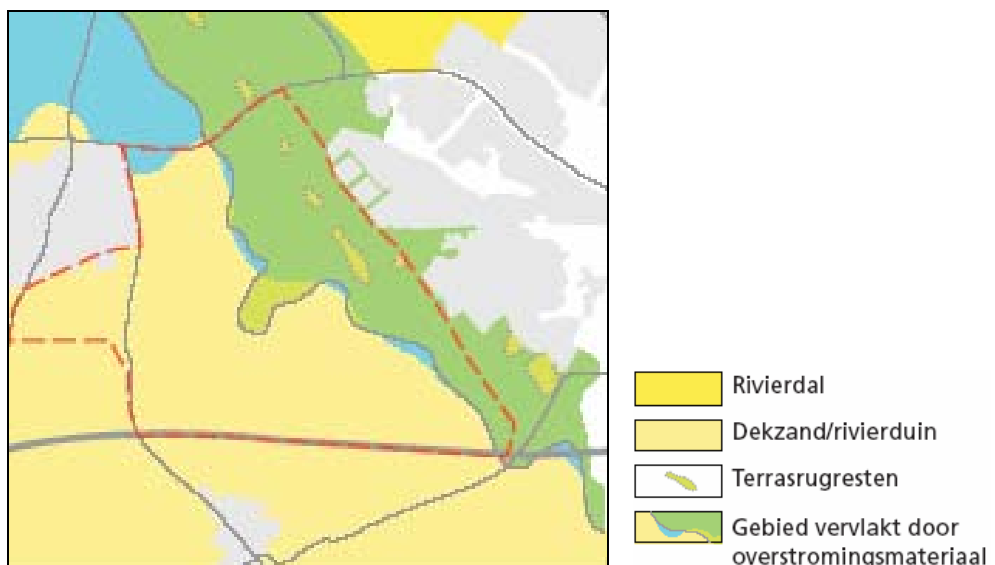 Rivierdal
Dekzand/rivierduin
Terrasrugresten
Gebied vervlakt door
overstromingsmateriaal